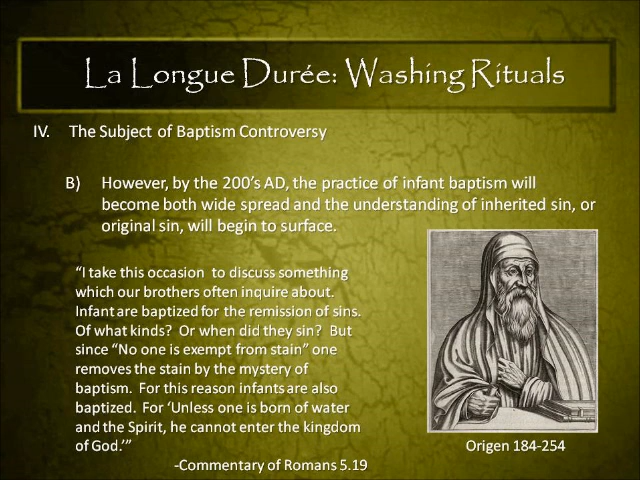 La Longue Durée: Washing Rituals
IV. The Subject of Baptism Controversy
B) However, by the 200's AD, the practice of infant baptism will
become both wide spread and the understanding of inherited sin, or
original sin, will begin to surface.
“I take this occasion to discuss something
which our brothers often inquire about.
Infant are baptized for the remission of sins.
Of what kinds? Or when did they sin? But
since “No one is exempt from stain” one
removes the stain by the mystery of
baptism. For this reason infants are also
baptized. For ‘Unless one is born of water
and the Spirit, he cannot enter the kingdom
of God.’”
-Commentary of Romans 5.19
Origen 184-254